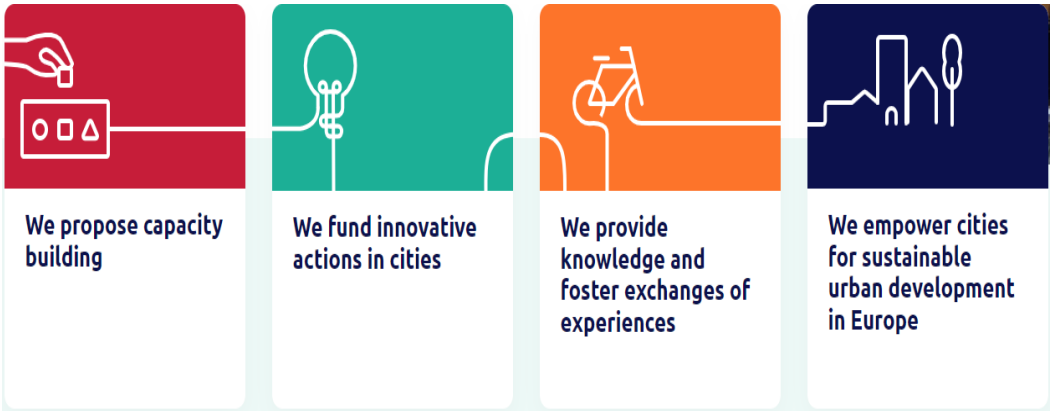 We propose capacity
building
We fund innovative
actions in cities
We provide
knowledge and
foster exchanges of
experiences
We empower cities
for sustainable
urban development
in Europe